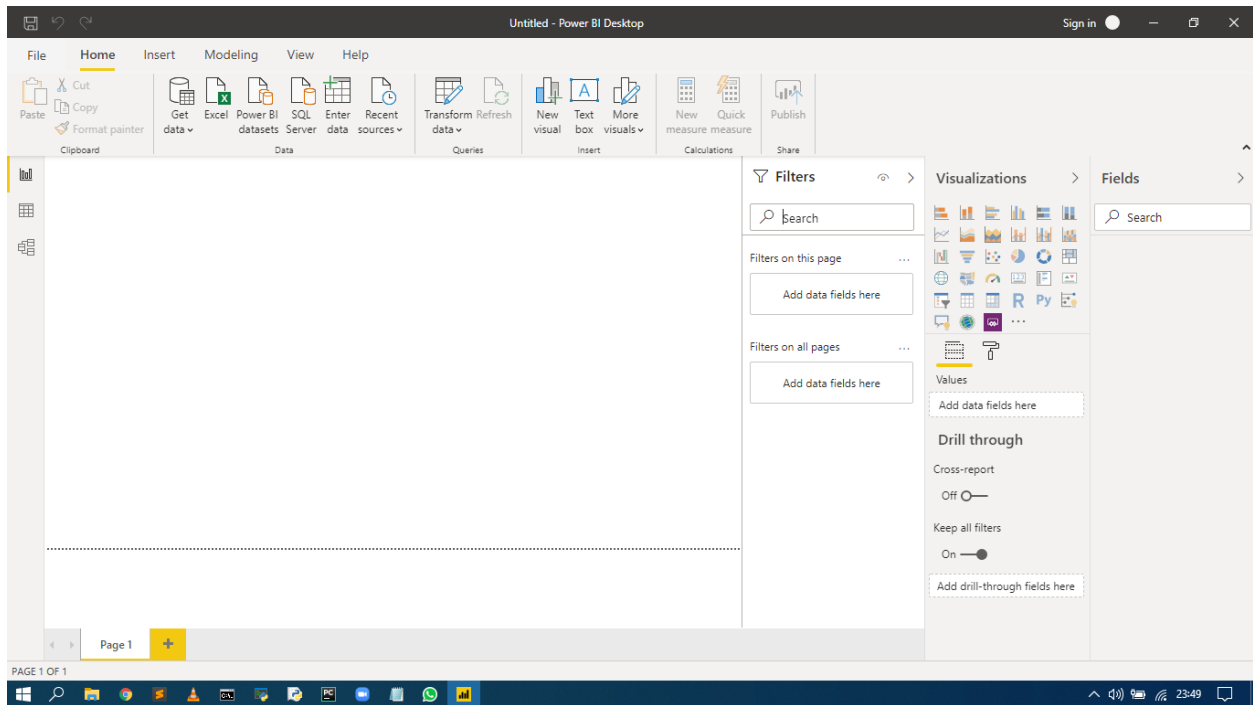 Untitled - Power BI Desktop
Sign in
File Home Insert Modeling View Help
Paste
Cut
Copy
Format painter
Clipboard
Get data
Excel
Power BI datasets
SQL Server
Enter data
Recent sources
Data
Transform data
Refresh
Queries
New visual
Text box
More visuals
Insert
New measure
Quick measure
Calculations
Publish
Share
Filters
Search
Filters on this page
Add data fields here
Filters on all pages
Add data fields here
Visualizations
R Py
Values
Add data fields here
Drill through
Cross-report
Off
Keep all filters
On
Add drill-through fields here
Fields
Search
Page 1
PAGE 1 OF 1
23:49